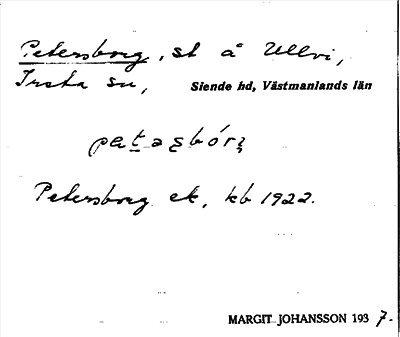 Petersborg, st å Ullvi,
Irsta sn, Siende hd, Västmanlands län
Petersborg ek, kb 1922.
MARGIT JOHANSSON 1937.